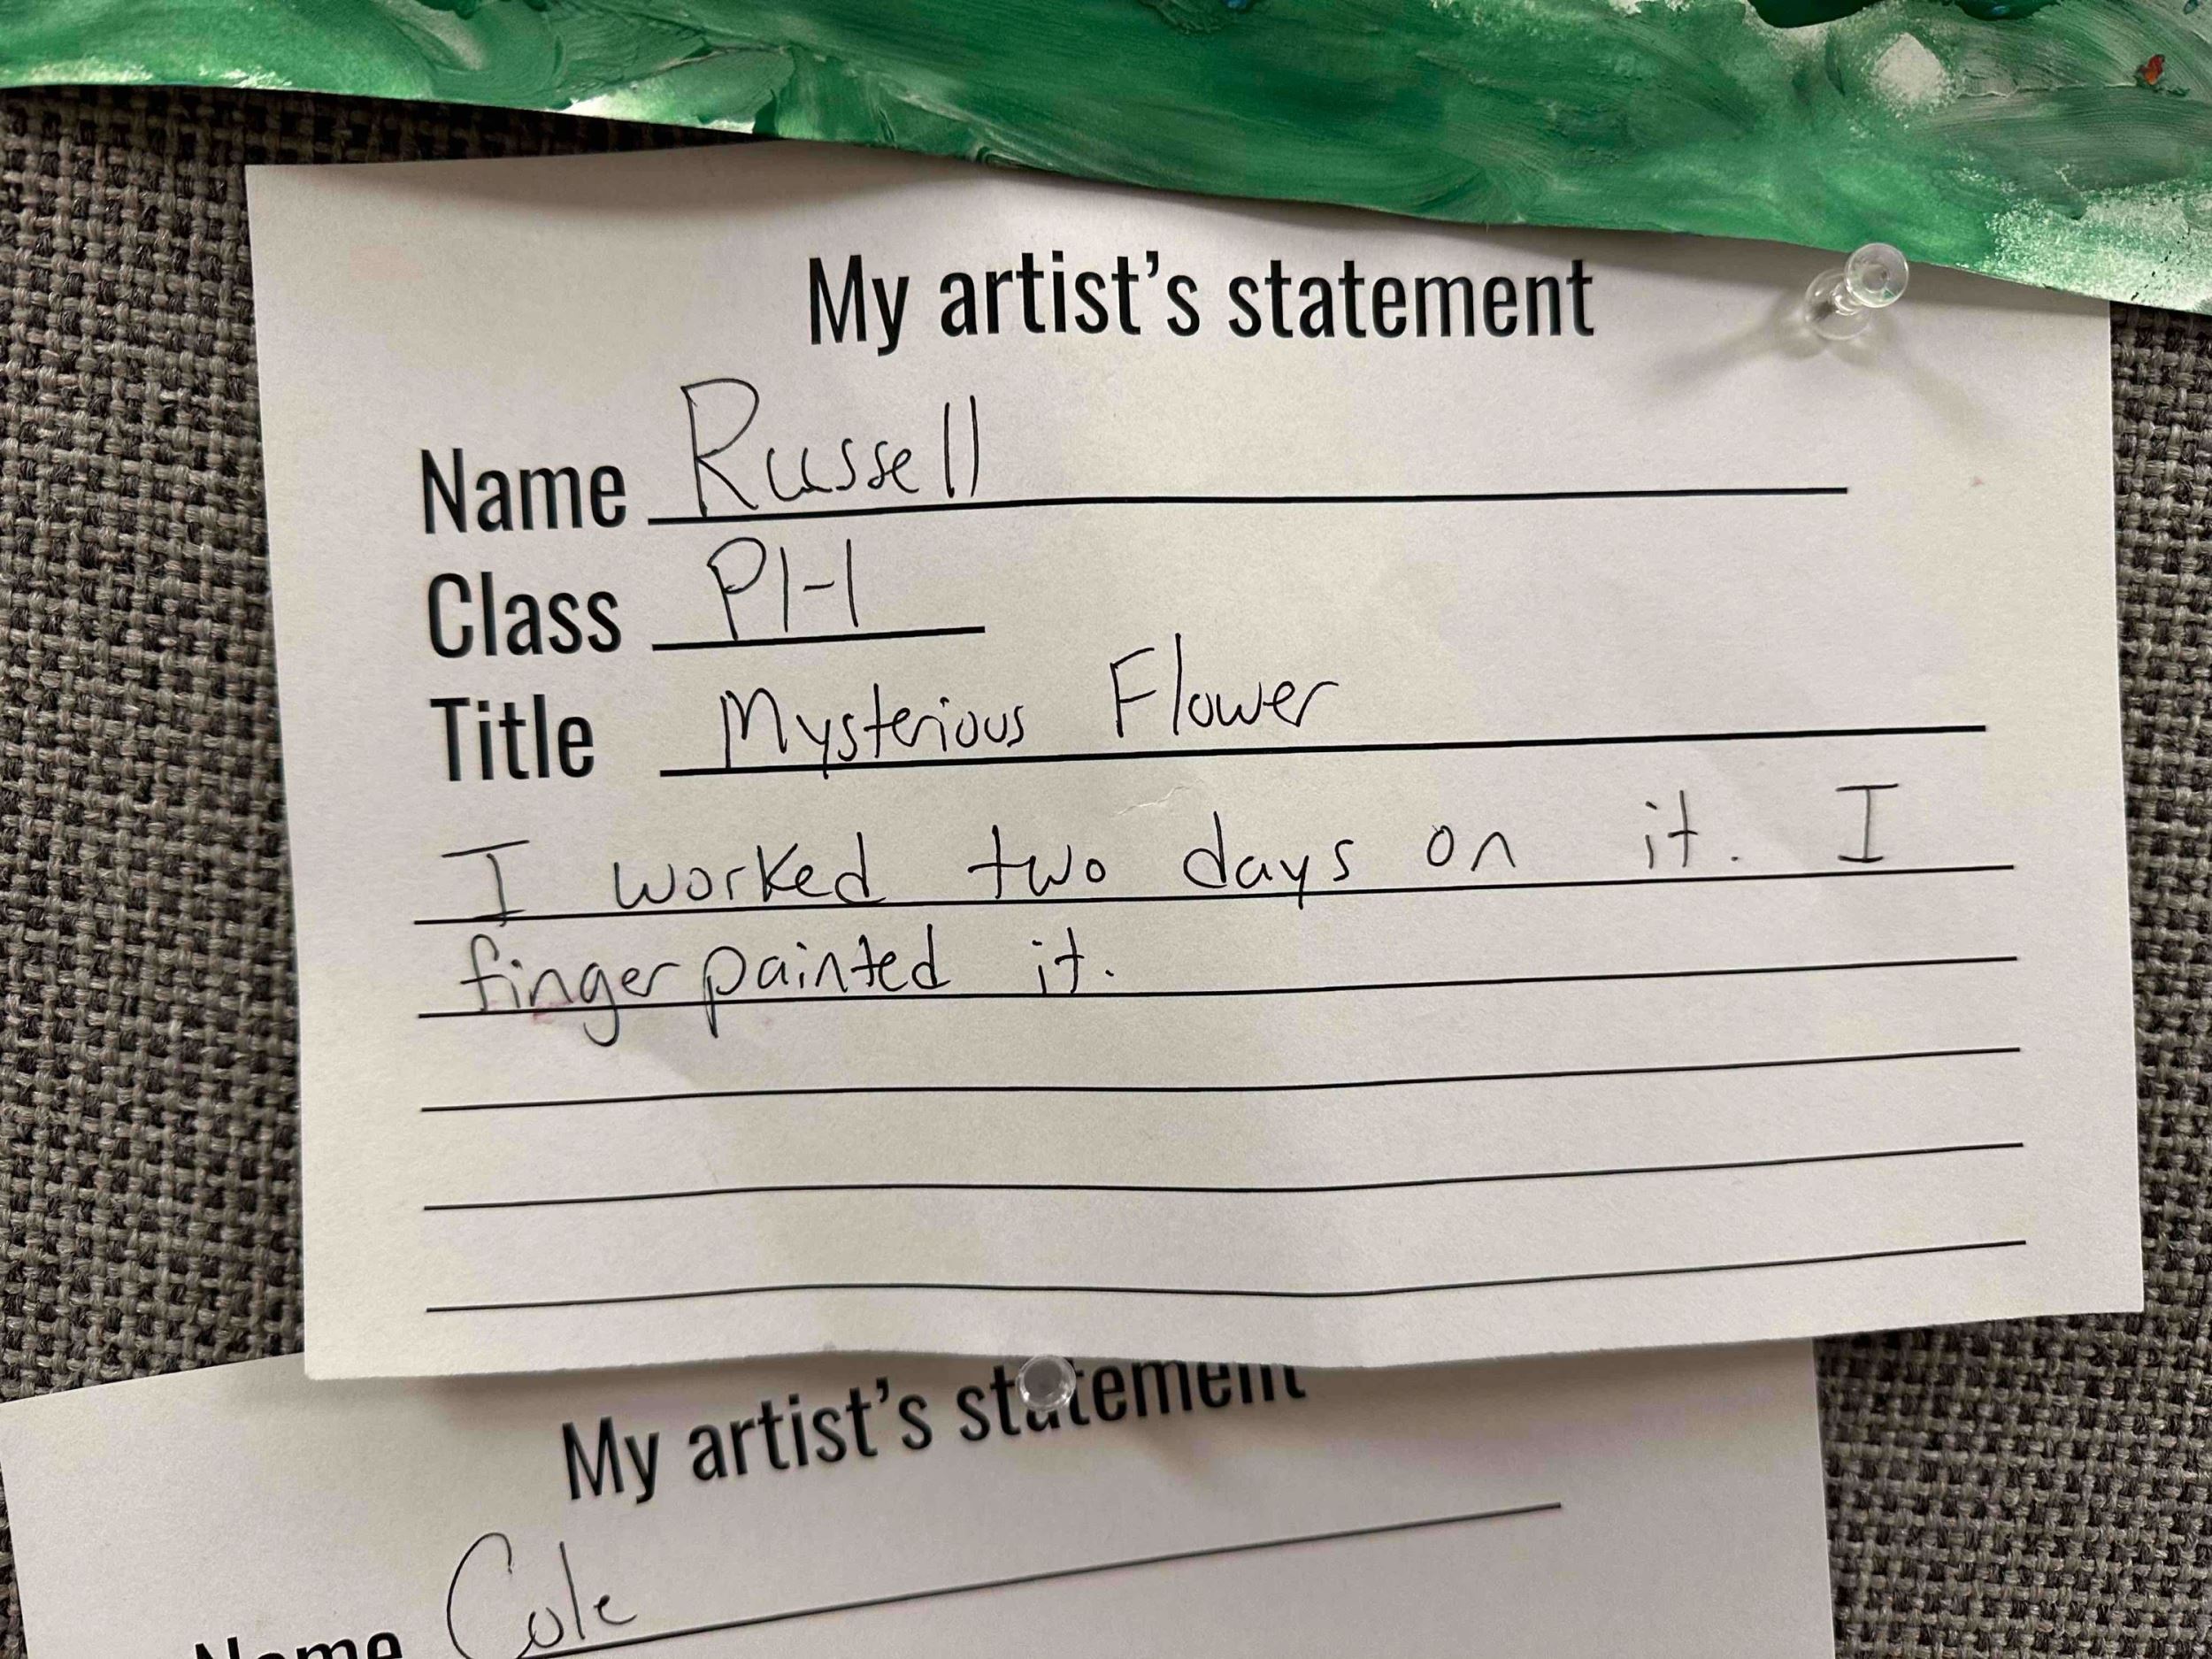 My artist's statement
Name Russell
Class P1-1
Title Mysterious Flower
I worked two days on it. I
fingerpainted it.
My artist's statement
Name Cole